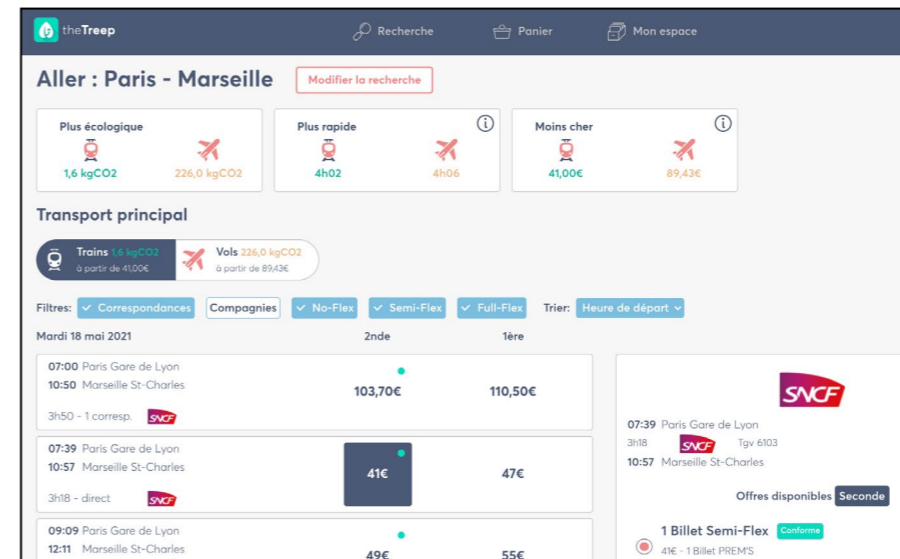 theTreep Recherche Panier Mon espace
Aller : Paris - Marseille Modifier la recherche
Plus écologique Plus rapide Moins cher
1,6 kgCO2 226,0 kgCO2 4h02 4h06 41,00€ 89,43€
Transport principal
Trains 1,6 kgCO2 Vols 226,0 kgCO2
à partir de 41,00€ à partir de 89,43€
Filtres: Correspondances Compagnies No-Flex Semi-Flex Full-Flex Trier: Heure de départ
Mardi 18 mai 2021 2nde 1ère
07:00 Paris Gare de Lyon
10:50 Marseille St-Charles
103,70€ 110,50€
3h50 - 1 corresp. SNCF
07:39 Paris Gare de Lyon
10:57 Marseille St-Charles
41€ 47€
3h18 - direct SNCF
09:09 Paris Gare de Lyon
12:11 Marseille St-Charles
49€ 55€
SNCF
07:39 Paris Gare de Lyon
3h18 SNCF Tgv 6103
10:57 Marseille St-Charles
Offres disponibles Seconde
1 Billet Semi-Flex Conforme
41€ - 1 Billet PREM'S